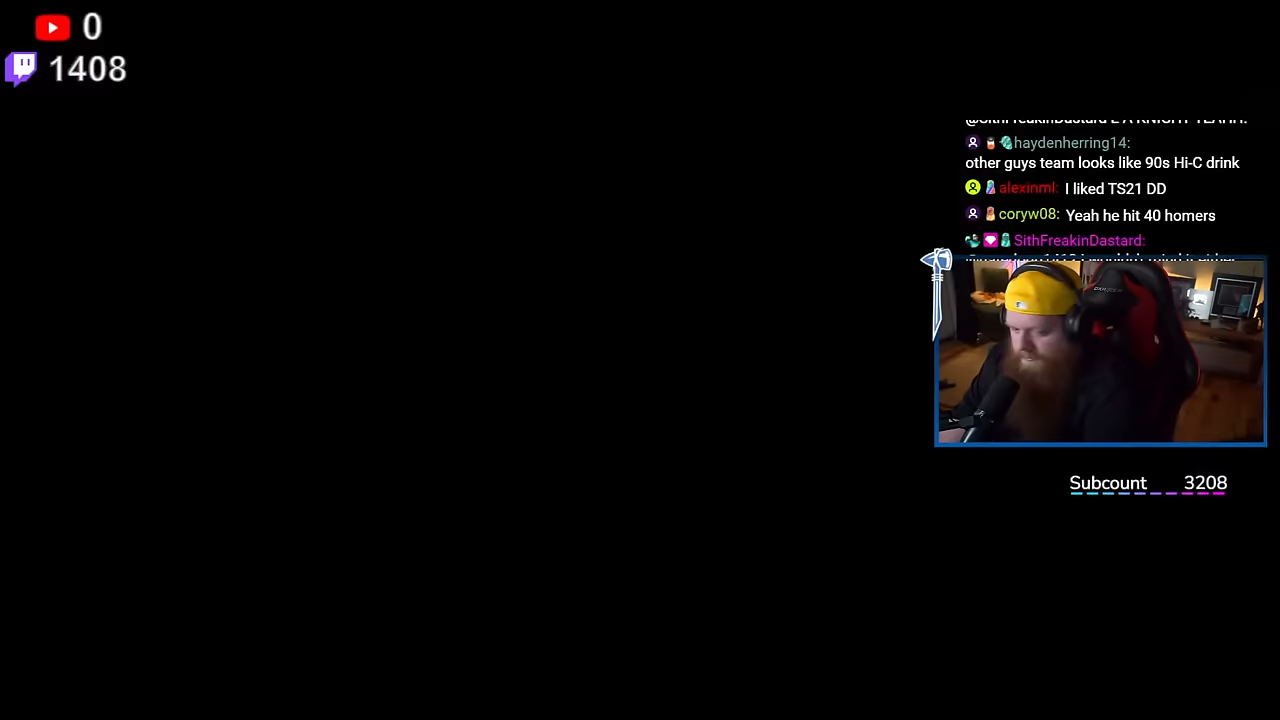 0
1408
haydenherring14:
other guys team looks like 90s Hi-C drink
alexinml: I liked TS21 DD
coryw08: Yeah he hit 40 homers
SithFreakinDastard:
Subcount 3208